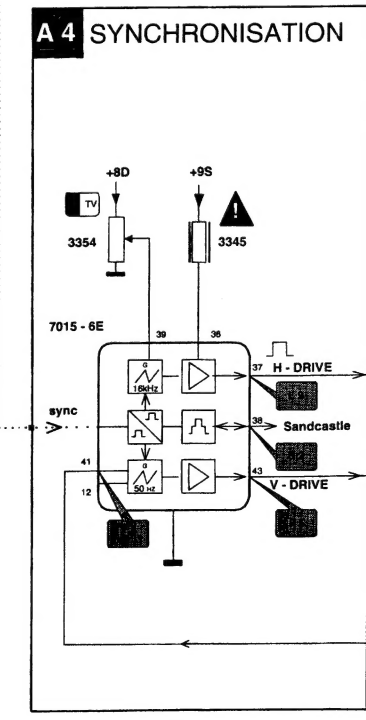 A 4 SYNCHRONISATION
+8D
+9S
TV
!
3354
3345
7015 - 6E
39
36
G
16kHz
37
H - DRIVE
sync
38
Sandcastle
41
G
50 HZ
43
V - DRIVE
12